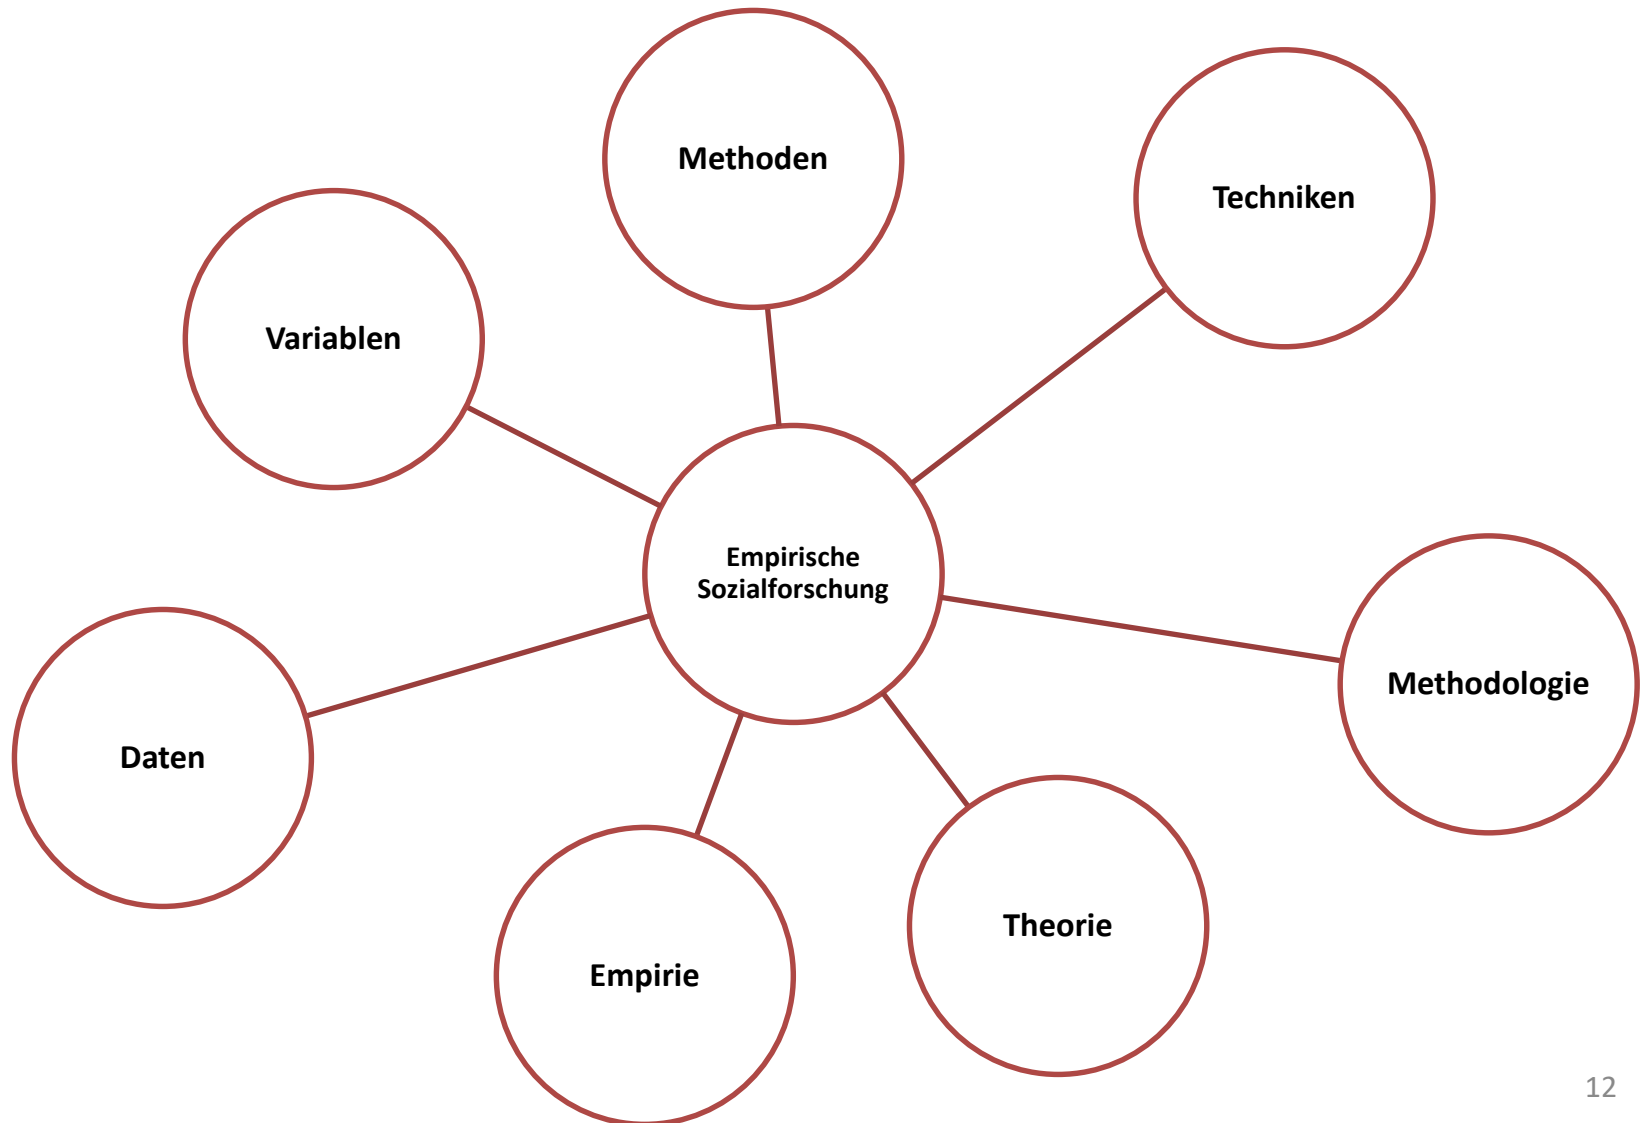 Methoden
Techniken
Variablen
Empirische
Sozialforschung
Methodologie
Daten
Theorie
Empirie
12